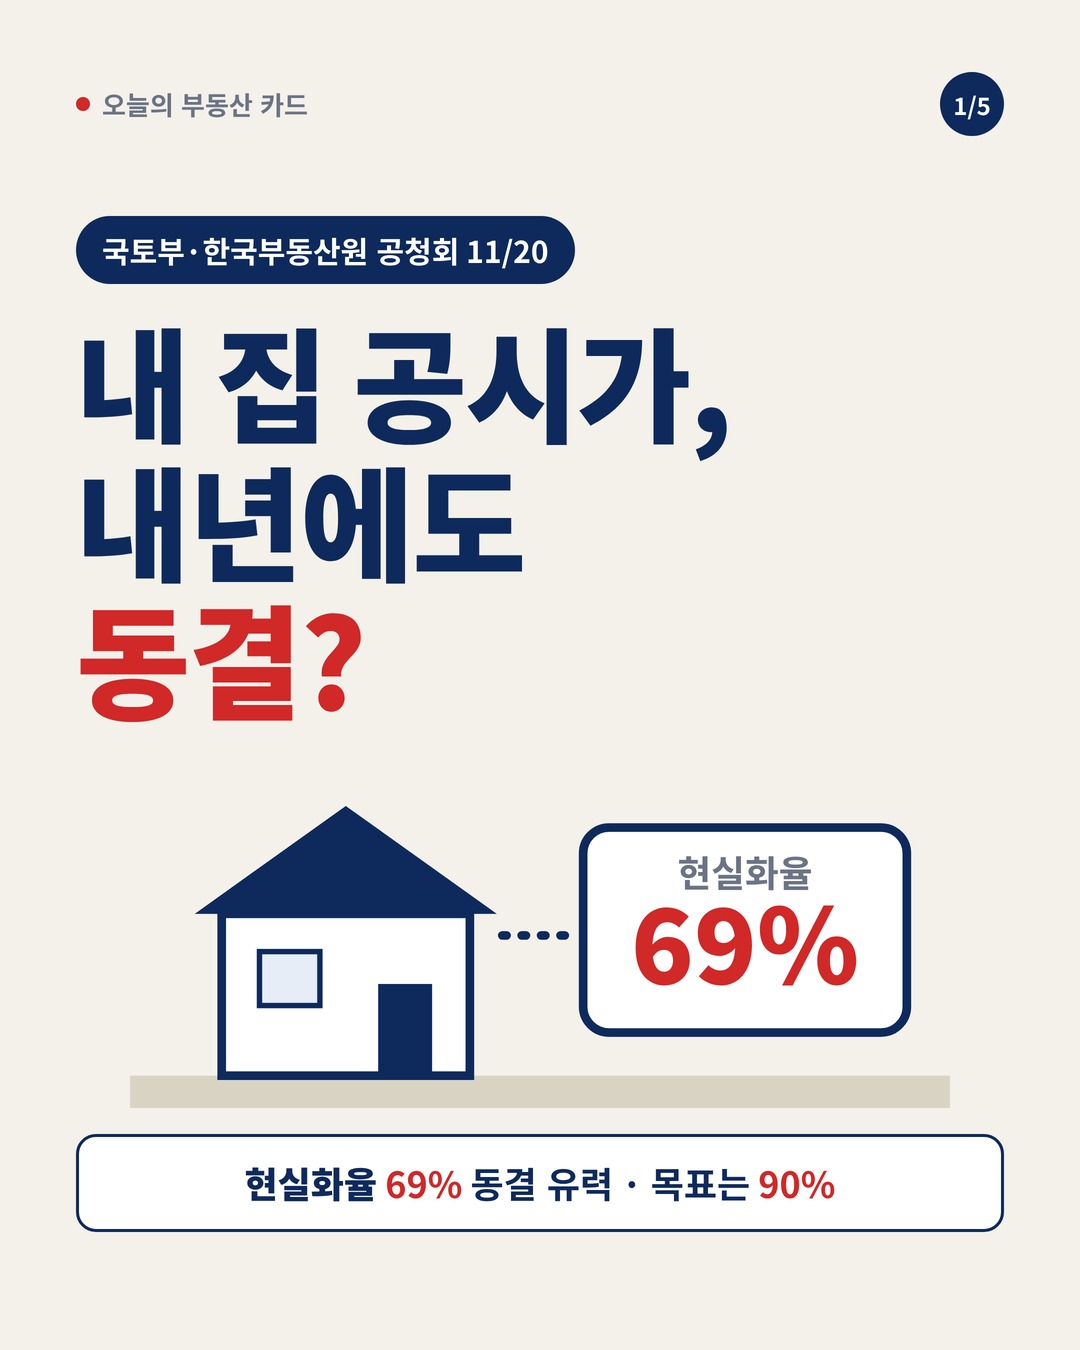 오늘의 부동산 카드
1/5
국토부·한국부동산원 공청회 11/20
내 집 공시가,
내년에도
동결?
현실화율
69%
현실화율 69% 동결 유력 · 목표는 90%